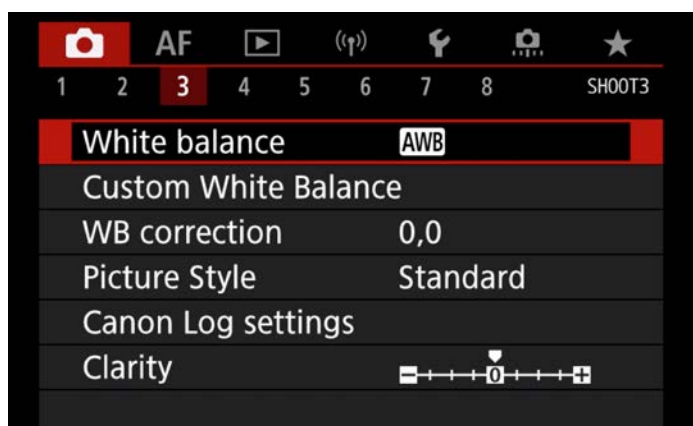 AF
1 2 3 4 5 6 7 8 SHOOT3
White balance AWB
Custom White Balance
WB correction 0,0
Picture Style Standard
Canon Log settings
Clarity 0